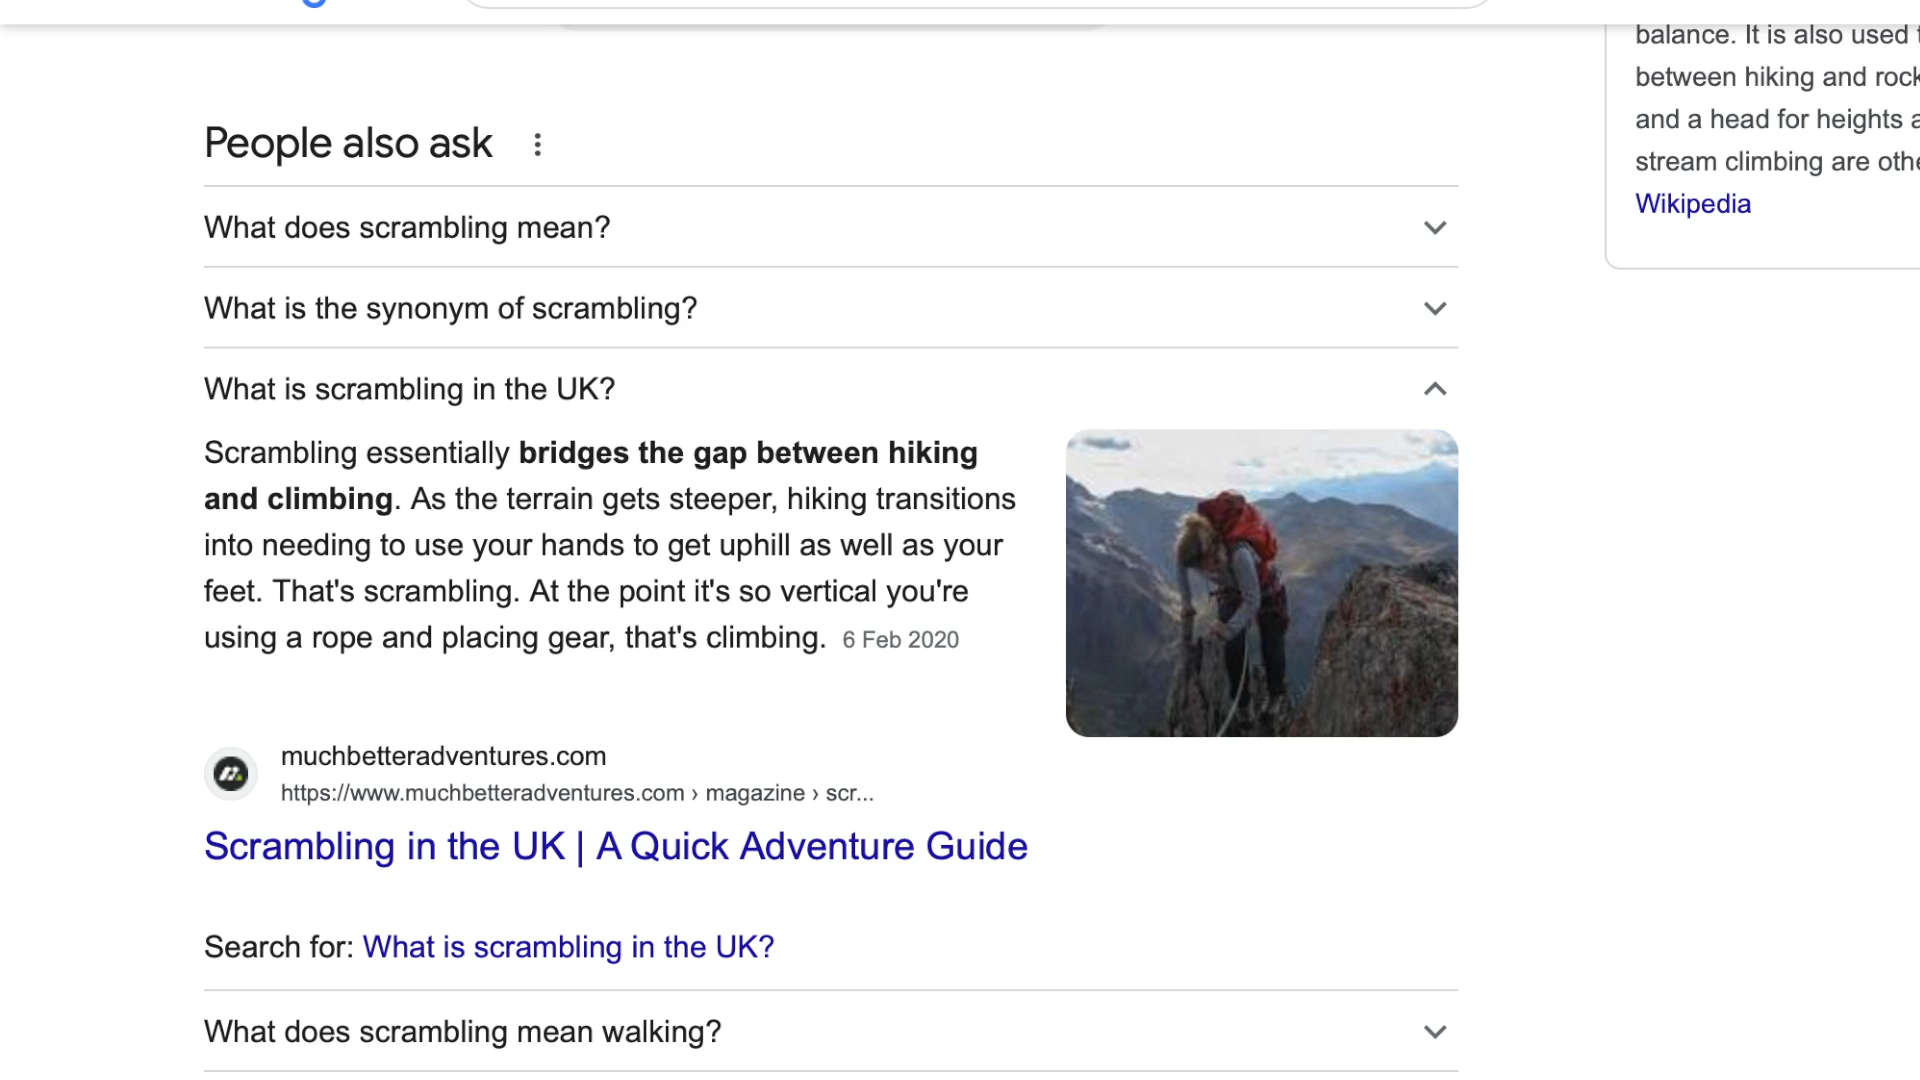 People also ask
What does scrambling mean?
What is the synonym of scrambling?
What is scrambling in the UK?
Scrambling essentially bridges the gap between hiking
and climbing. As the terrain gets steeper, hiking transitions
into needing to use your hands to get uphill as well as your
feet. That's scrambling. At the point it's so vertical you're
using a rope and placing gear, that's climbing. 6 Feb 2020
muchbetteradventures.com
https://www.muchbetteradventures.com › magazine › scr...
Scrambling in the UK | A Quick Adventure Guide
Search for: What is scrambling in the UK?
What does scrambling mean walking?
balance. It is also used
between hiking and rock
and a head for heights
stream climbing are
Wikipedia